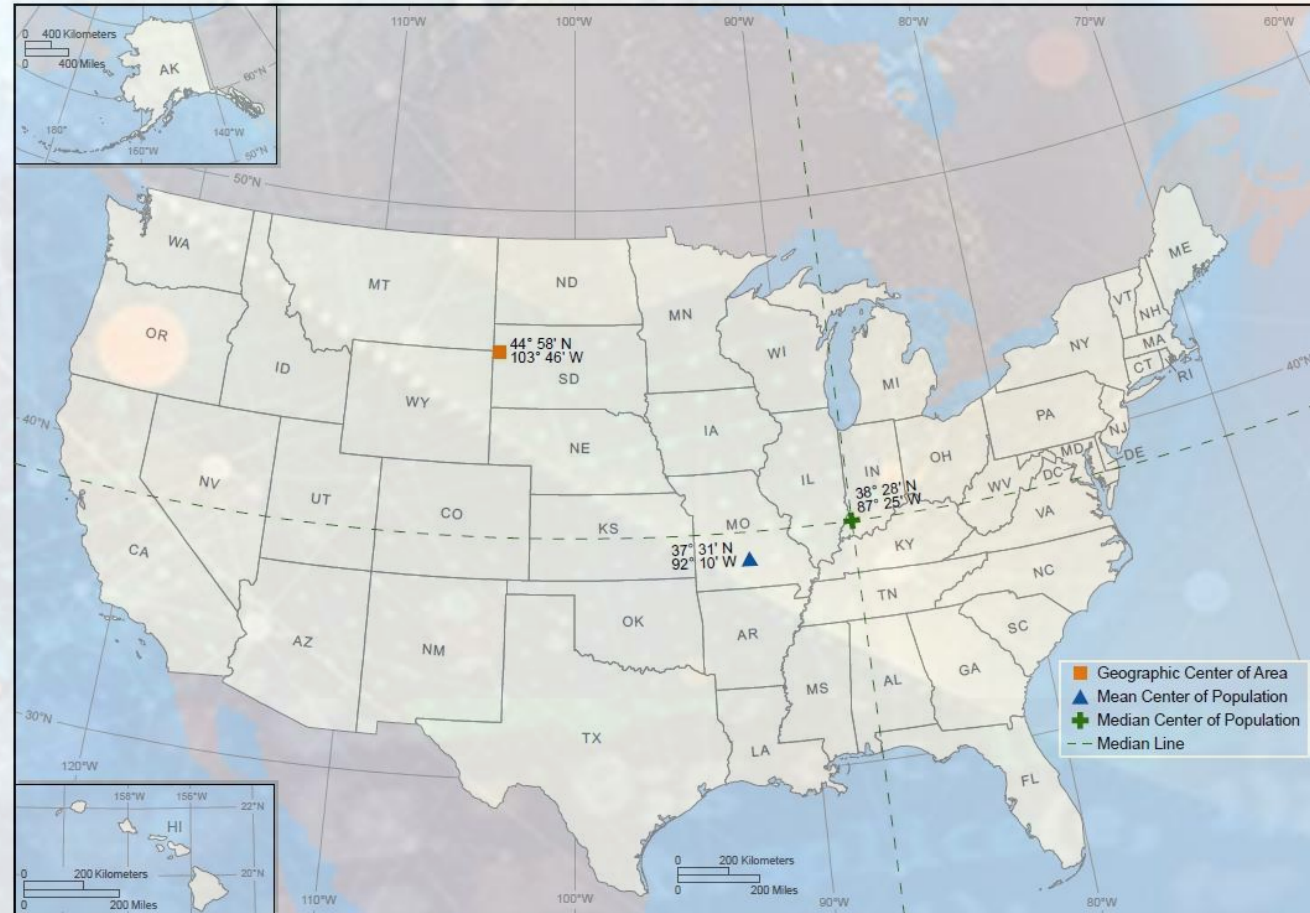 110°W
100°W
90°W
80°W
70°W
60°W
0 400 Kilometers
0 400 Miles
AK
60°N
180°
160°W
140°W
50°N
50°N
WA
MT
ND
MN
ME
OR
ID
WY
44° 58' N
103° 46' W
SD
WI
MI
NY
VT
NH
MA
CT
RI
40°N
40°N
NV
UT
CO
NE
IA
IL
IN
OH
PA
NJ
MD
DE
DC
WV
VA
38° 28' N
87° 25' W
CA
KS
MO
37° 31' N
92° 10' W
KY
NC
TN
SC
AZ
NM
OK
AR
MS
AL
GA
30°N
TX
LA
FL
Geographic Center of Area
Mean Center of Population
Median Center of Population
Median Line
120°W
158°W
156°W
22°N
HI
20°N
0 200 Kilometers
0 200 Miles
0 200 Kilometers
0 200 Miles
110°W
100°W
90°W
80°W